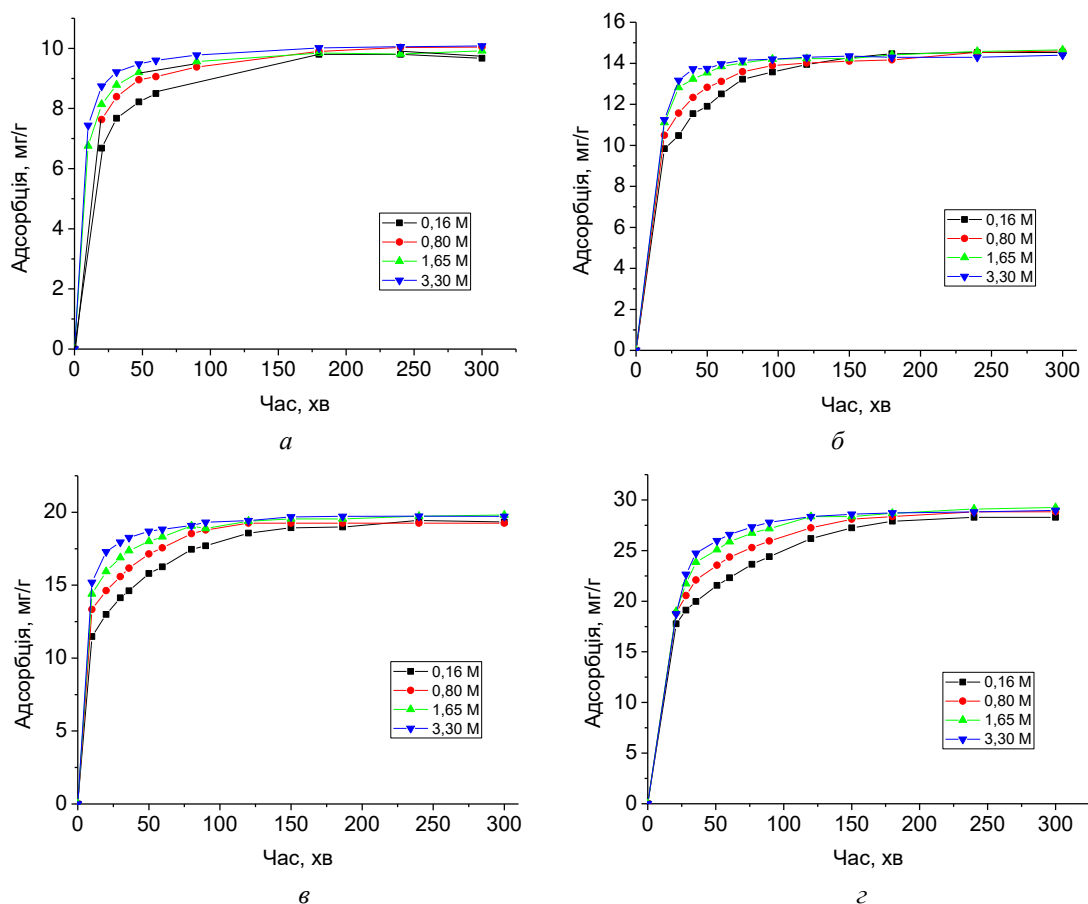 Адсорбція, мг/г
10
8
6
4
2
0
0,16 М
0,80 М
1,65 М
3,30 М
0 50 100 150 200 250 300
Час, хв
а
Адсорбція, мг/г
16
14
12
10
8
6
4
2
0
0,16 М
0,80 М
1,65 М
3,30 М
0 50 100 150 200 250 300
Час, хв
б
Адсорбція, мг/г
20
15
10
5
0
0,16 М
0,80 М
1,65 М
3,30 М
0 50 100 150 200 250 300
Час, хв
в
Адсорбція, мг/г
30
25
20
15
10
5
0
0,16 М
0,80 М
1,65 М
3,30 М
0 50 100 150 200 250 300
Час, хв
г